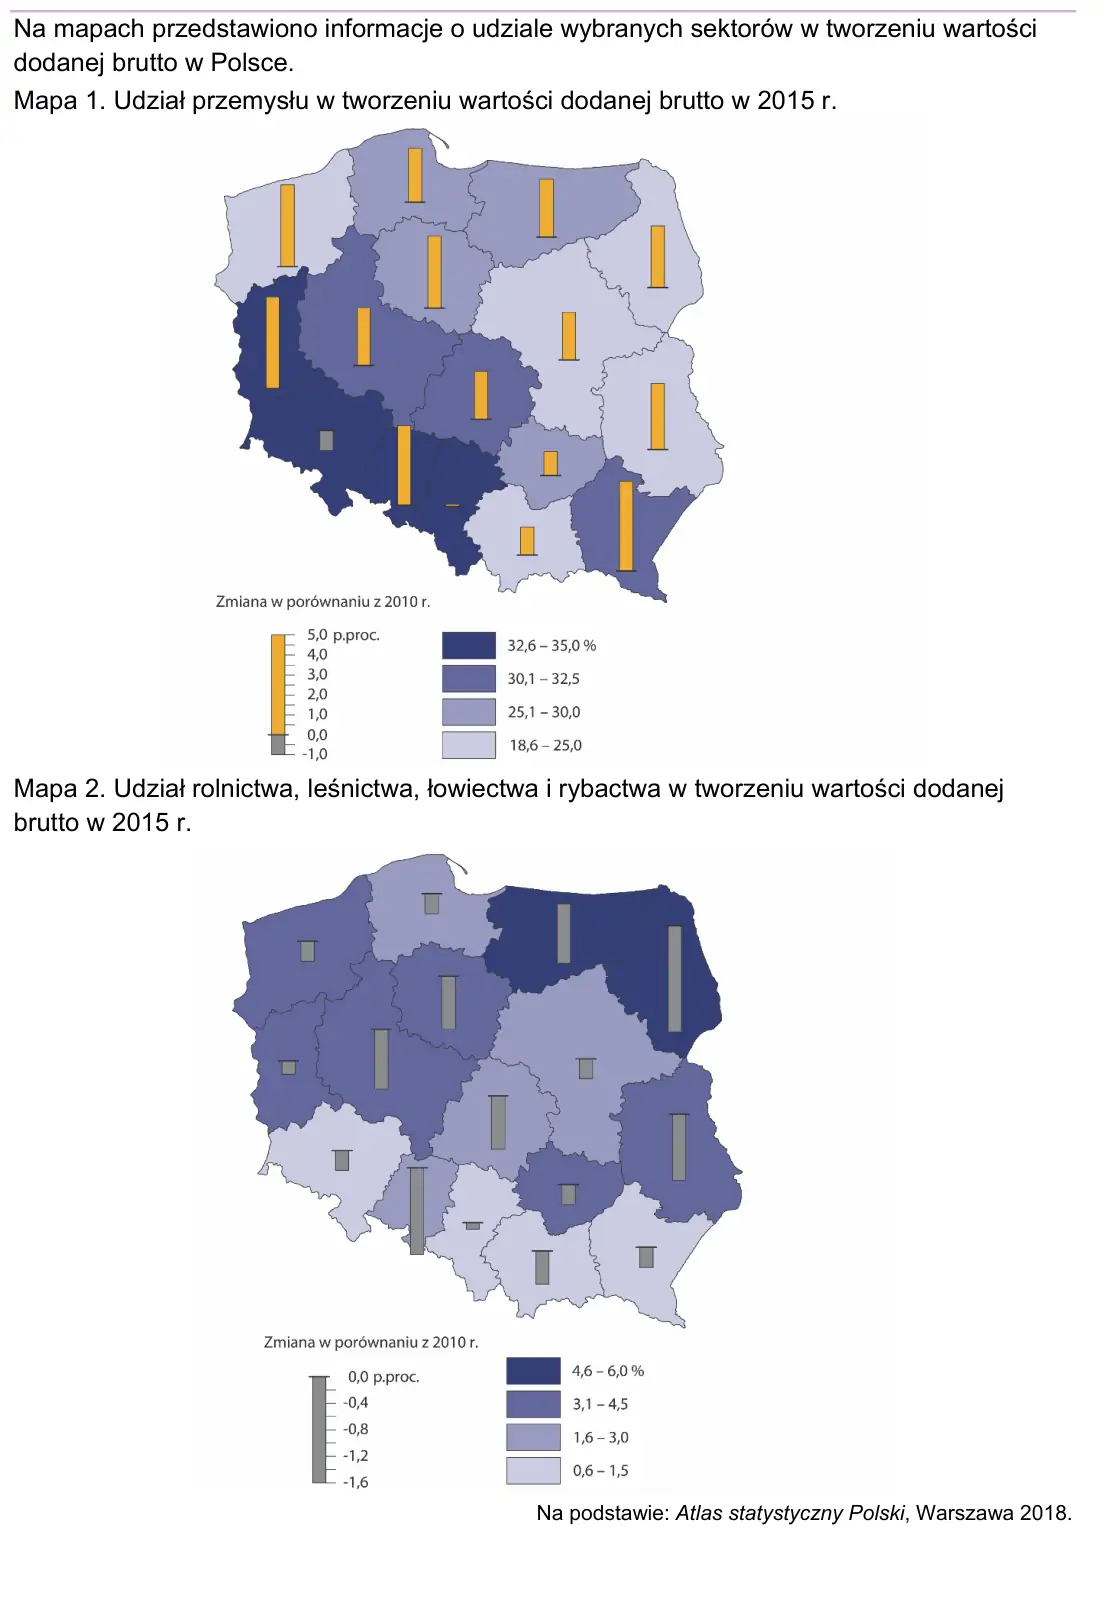 Na mapach przedstawiono informacje o udziale wybranych sektorów w tworzeniu wartości
dodanej brutto w Polsce.
Mapa 1. Udział przemysłu w tworzeniu wartości dodanej brutto w 2015 r.
Zmiana w porównaniu z 2010 r.
5,0 p.proc.
4,0
3,0
2,0
1,0
0,0
-1,0
32,6 – 35,0 %
30,1 – 32,5
25,1 – 30,0
18,6 – 25,0
Mapa 2. Udział rolnictwa, leśnictwa, łowiectwa i rybactwa w tworzeniu wartości dodanej
brutto w 2015 r.
Zmiana w porównaniu z 2010 r.
0,0 p.proc.
-0,4
-0,8
-1,2
-1,6
4,6 – 6,0 %
3,1 – 4,5
1,6 – 3,0
0,6 – 1,5
Na podstawie: Atlas statystyczny Polski, Warszawa 2018.